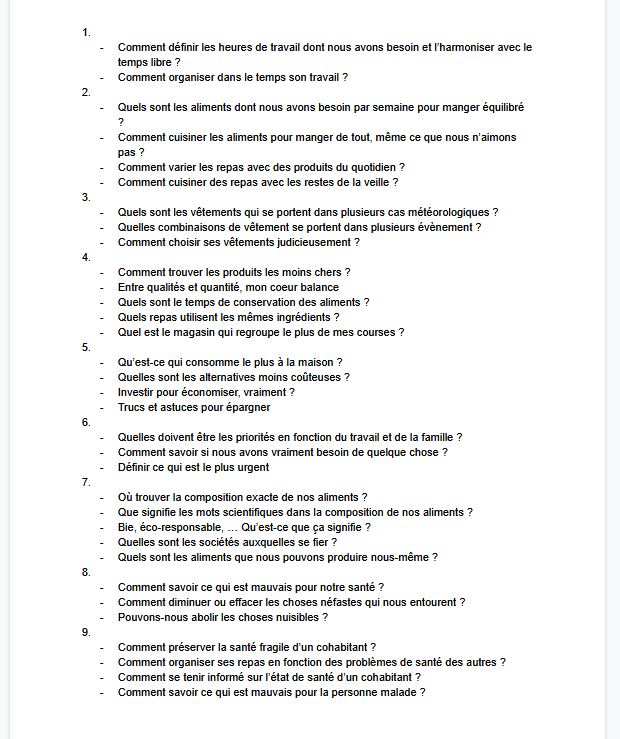 1.
- Comment définir les heures de travail dont nous avons besoin et l'harmoniser avec le
temps libre ?
- Comment organiser dans le temps son travail ?
2.
- Quels sont les aliments dont nous avons besoin par semaine pour manger équilibré
?
- Comment cuisiner les aliments pour manger de tout, même ce que nous n'aimons
pas ?
- Comment varier les repas avec des produits du quotidien ?
- Comment cuisiner des repas avec les restes de la veille ?
3.
- Quels sont les vêtements qui se portent dans plusieurs cas météorologiques ?
- Quelles combinaisons de vêtement se portent dans plusieurs évènement ?
- Comment choisir ses vêtements judicieusement ?
4.
- Comment trouver les produits les moins chers ?
- Entre qualités et quantité, mon coeur balance
- Quels sont le temps de conservation des aliments ?
- Quels repas utilisent les mêmes ingrédients ?
- Quel est le magasin qui regroupe le plus de mes courses ?
5.
- Qu'est-ce qui consomme le plus à la maison ?
- Quelles sont les alternatives moins coûteuses ?
- Investir pour économiser, vraiment ?
- Trucs et astuces pour épargner
6.
- Quelles doivent être les priorités en fonction du travail et de la famille ?
- Comment savoir si nous avons vraiment besoin de quelque chose ?
- Définir ce qui est le plus urgent
7.
- Où trouver la composition exacte de nos aliments ?
- Que signifie les mots scientifiques dans la composition de nos aliments ?
- Bie, éco-responsable, … Qu'est-ce que ça signifie ?
- Quelles sont les sociétés auxquelles se fier ?
- Quels sont les aliments que nous pouvons produire nous-même ?
8.
- Comment savoir ce qui est mauvais pour notre santé ?
- Comment diminuer ou effacer les choses néfastes qui nous entourent ?
- Pouvons-nous abolir les choses nuisibles ?
9.
- Comment préserver la santé fragile d'un cohabitant ?
- Comment organiser ses repas en fonction des problèmes de santé des autres ?
- Comment se tenir informé sur l'état de santé d'un cohabitant ?
- Comment savoir ce qui est mauvais pour la personne malade ?